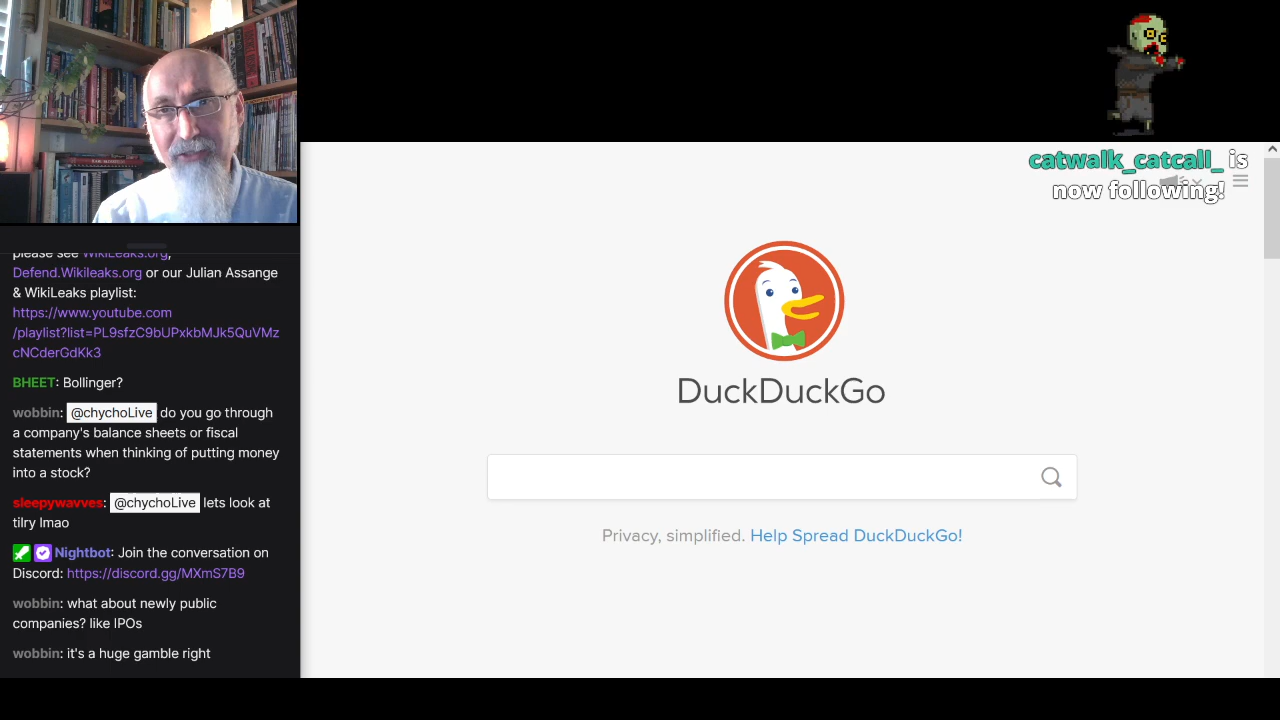 catwalk_catcall_ is
now following!
please see WikiLeaks.org,
Defend.Wikileaks.org or our Julian Assange
& WikiLeaks playlist:
https://www.youtube.com
/playlist?list=PL9sfzC9bUPxkbMJk5QuVMz
cNCderGdKk3
BHEET: Bollinger?
wobbin: @chychoLive do you go through
a company's balance sheets or fiscal
statements when thinking of putting money
into a stock?
sleepywavves: @chychoLive lets look at
tilry lmao
Nightbot: Join the conversation on
Discord: https://discord.gg/MXmS7B9
wobbin: what about newly public
companies? like IPOs
wobbin: it's a huge gamble right
DuckDuckGo
Privacy, simplified. Help Spread DuckDuckGo!